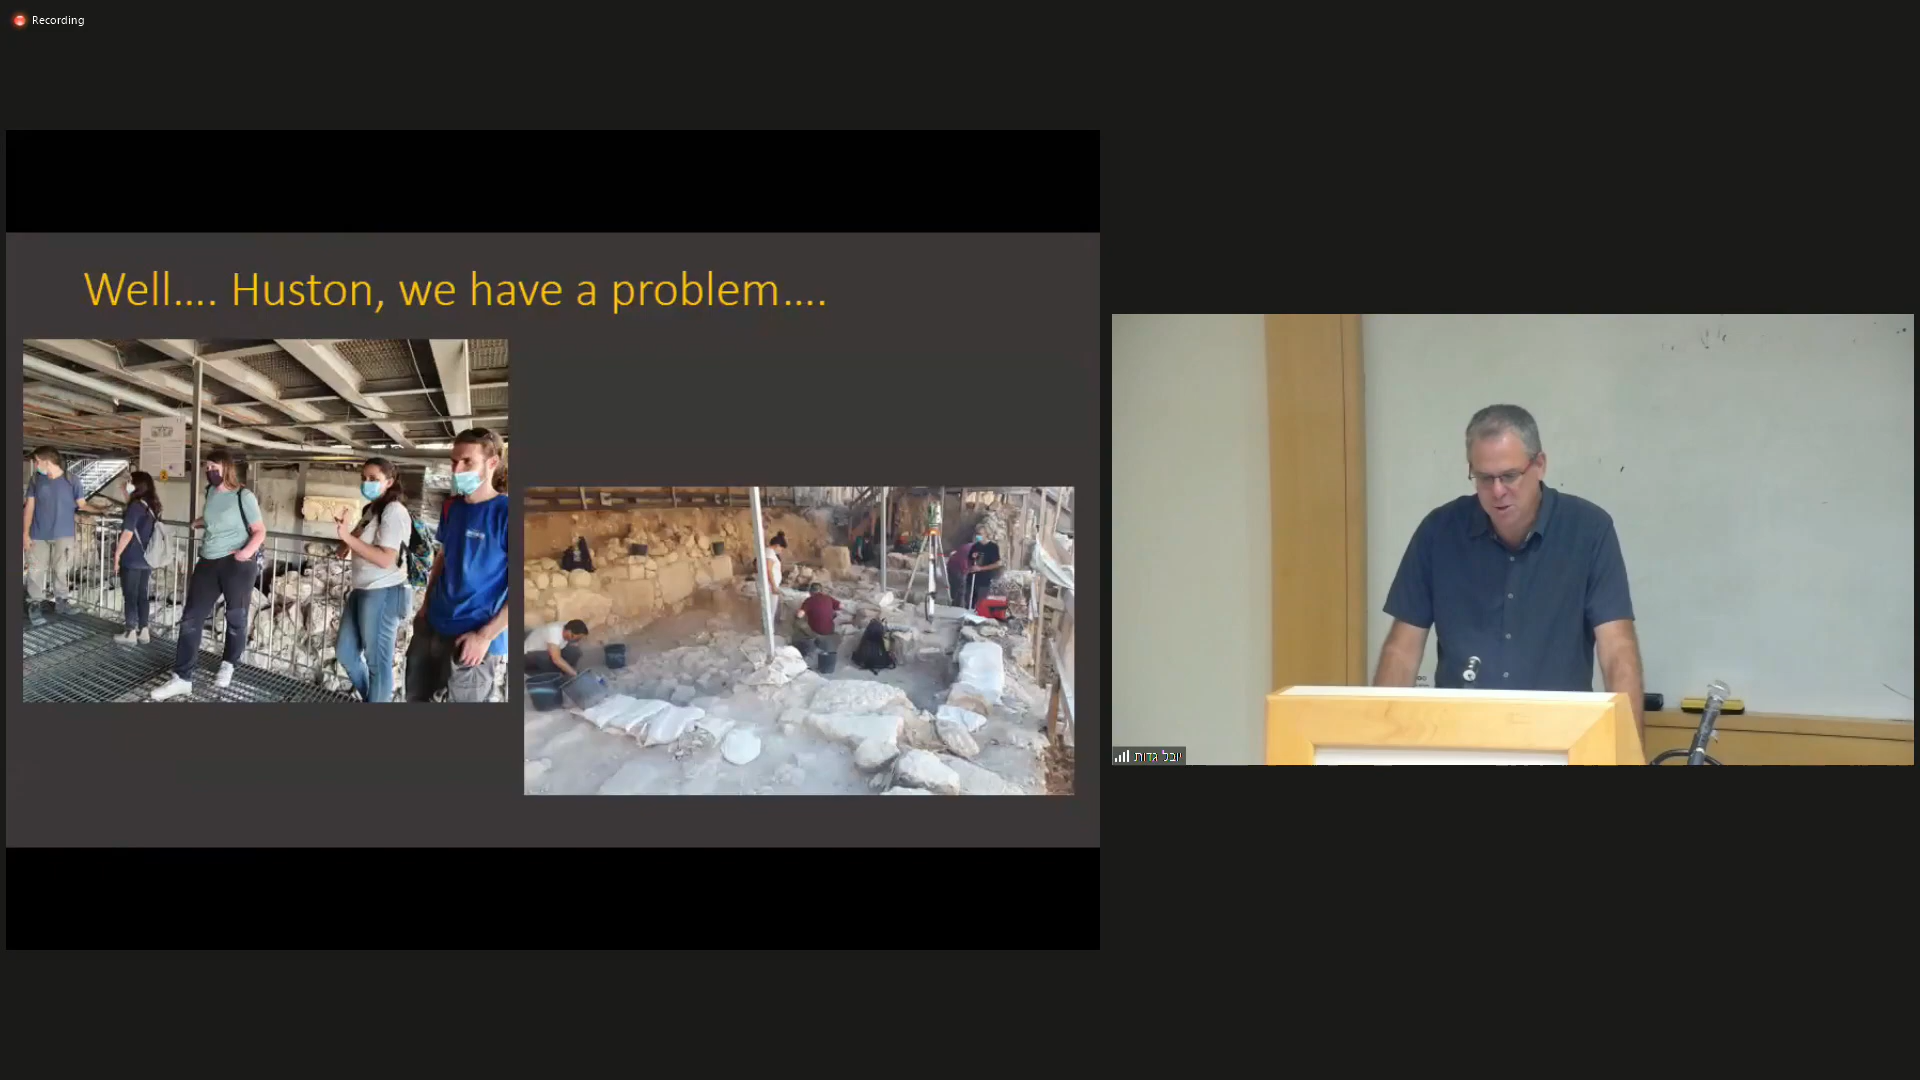 Recording
Well.... Huston, we have a problem....
יובל גדות